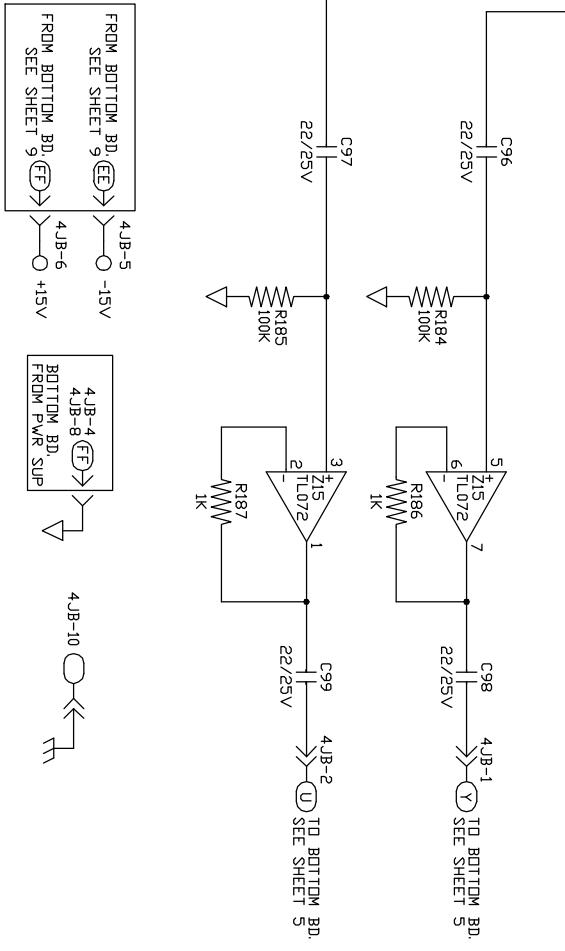 C96
22/25V
R184
100K
5
+
Z15
TL072
6
-
7
R186
1K
C98
22/25V
4JB-1
Y
TO BOTTOM BD.
SEE SHEET 5
C97
22/25V
R185
100K
3
+
Z15
TL072
2
-
1
R187
1K
C99
22/25V
4JB-2
U
TO BOTTOM BD.
SEE SHEET 5
FROM BOTTOM BD.
SEE SHEET 9
EE
4JB-5
-15V
FROM BOTTOM BD.
SEE SHEET 9
FF
4JB-6
+15V
4JB-4
4JB-8
FF
BOTTOM BD.
FROM PWR SUP
4JB-10